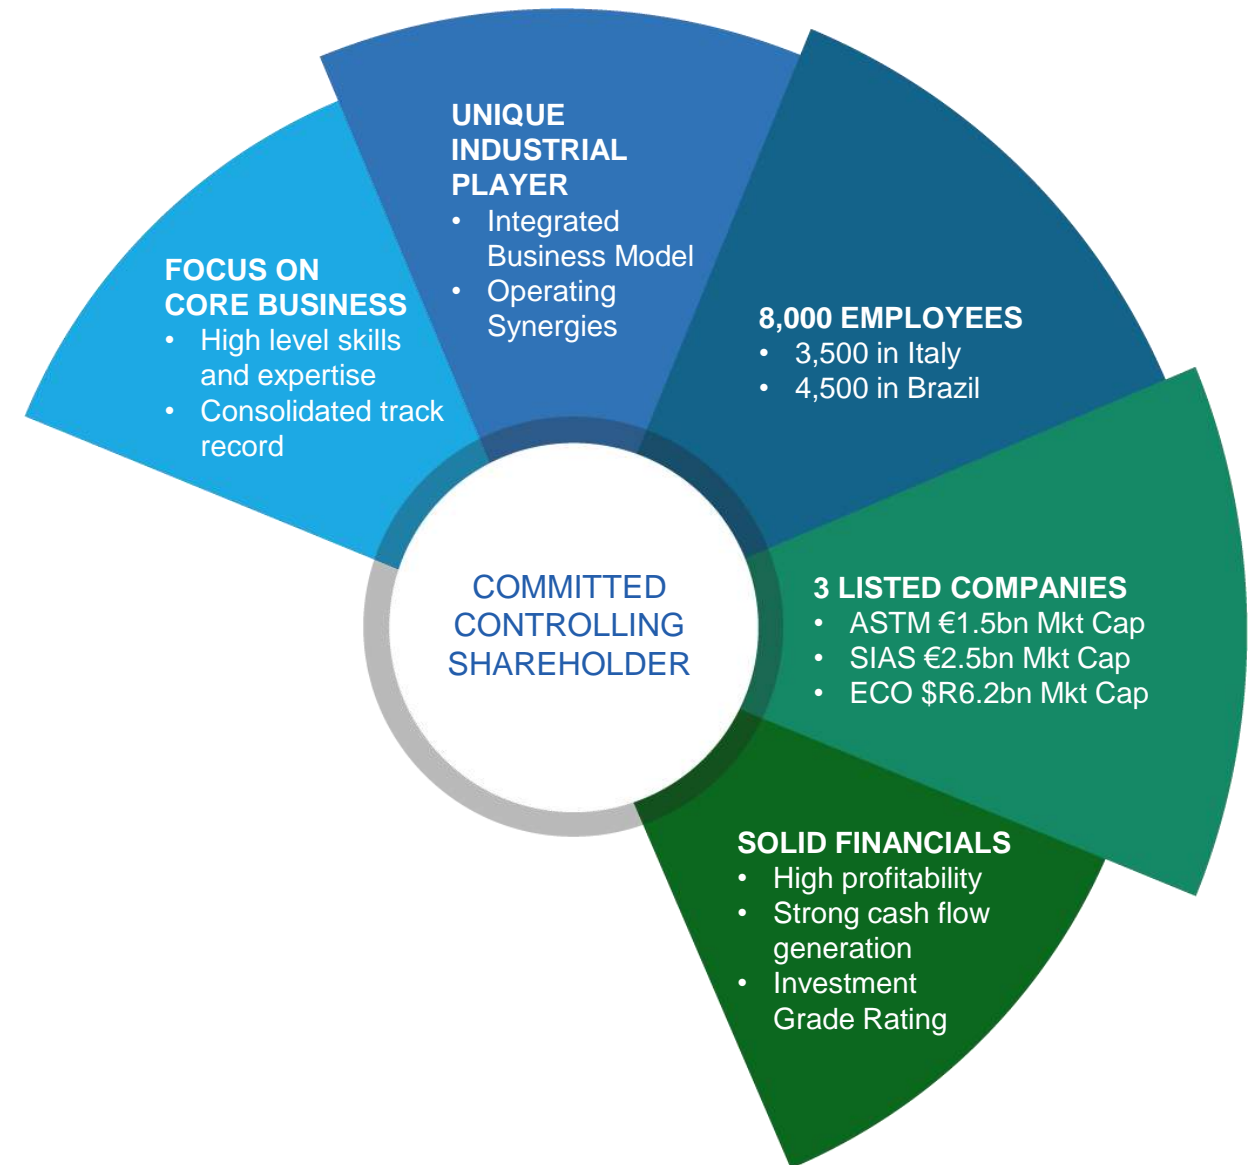 UNIQUE
INDUSTRIAL
PLAYER
• Integrated
Business Model
• Operating
Synergies
FOCUS ON
CORE BUSINESS
• High level skills
and expertise
• Consolidated track
record
8,000 EMPLOYEES
• 3,500 in Italy
• 4,500 in Brazil
COMMITTED
CONTROLLING
SHAREHOLDER
3 LISTED COMPANIES
• ASTM €1.5bn Mkt Cap
• SIAS €2.5bn Mkt Cap
• ECO $R6.2bn Mkt Cap
SOLID FINANCIALS
• High profitability
• Strong cash flow
generation
• Investment
Grade Rating